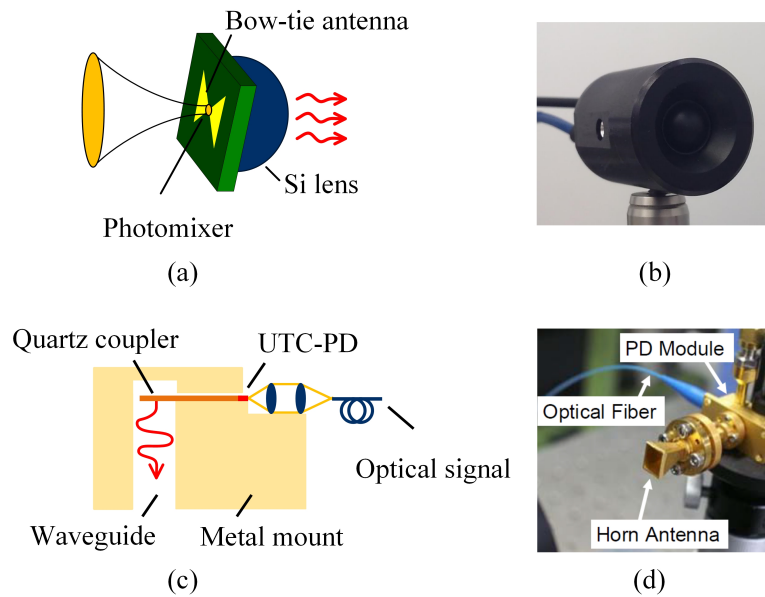 Bow-tie antenna
Si lens
Photomixer
(a)
(b)
Quartz coupler
UTC-PD
Optical signal
Waveguide
Metal mount
(c)
PD Module
Optical Fiber
Horn Antenna
(d)